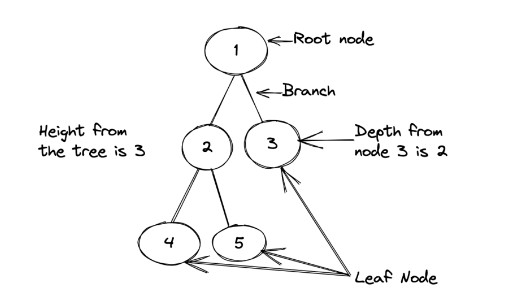 Root node
1
Branch
Height from
the tree is 3
2
3
Depth from
node 3 is 2
4
5
Leaf Node